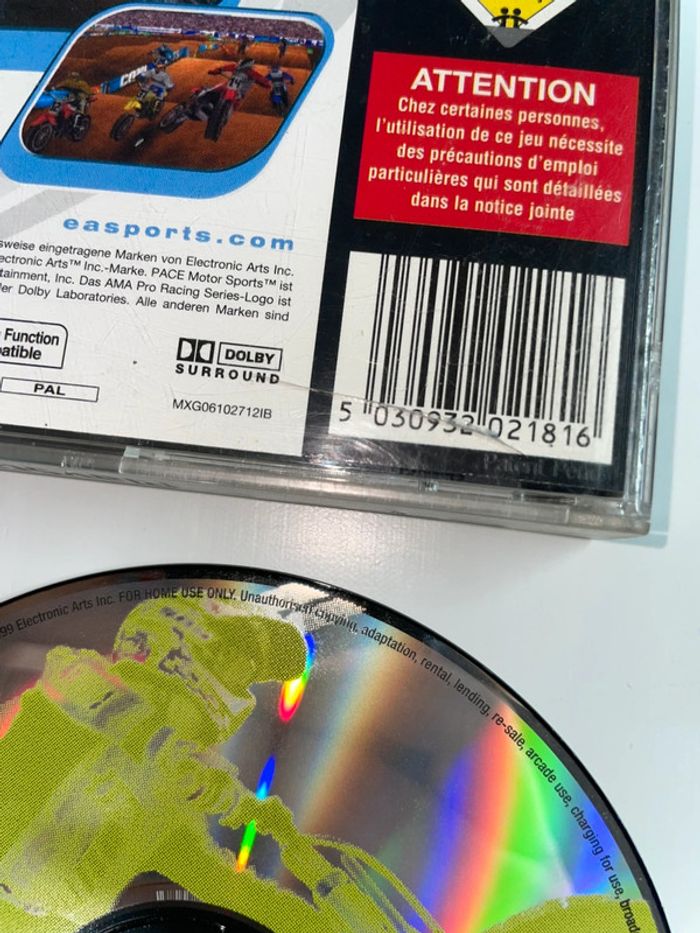 ATTENTION
Chez certaines personnes,
l'utilisation de ce jeu nécessite
des précautions d'emploi
particulières qui sont détaillées
dans la notice jointe
easports.com
sweise eingetragene Marken von Electronic Arts Inc.
ectronic Arts™ Inc.-Marke. PACE Motor Sports™ ist
tainment, Inc. Das AMA Pro Racing Series-Logo ist
er Dolby Laboratories. Alle anderen Marken sind
Function
atible
PAL
DOLBY
SURROUND
MXG06102712IB
5 030932 021816
99 Electronic Arts Inc. FOR HOME USE ONLY. Unauthorised copying, adaptation, rental, lending, re-sale, arcade use, charging for use, broad